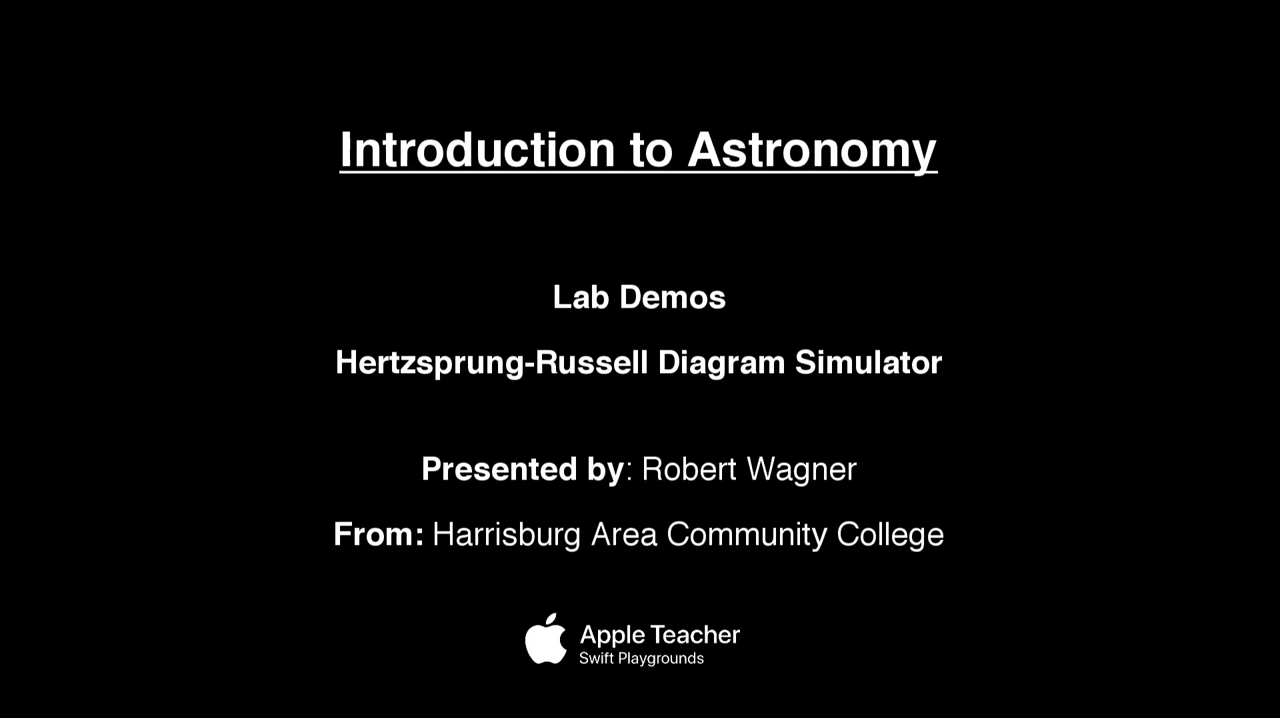 Introduction to Astronomy
Lab Demos
Hertzsprung-Russell Diagram Simulator
Presented by: Robert Wagner
From: Harrisburg Area Community College
Apple Teacher
Swift Playgrounds